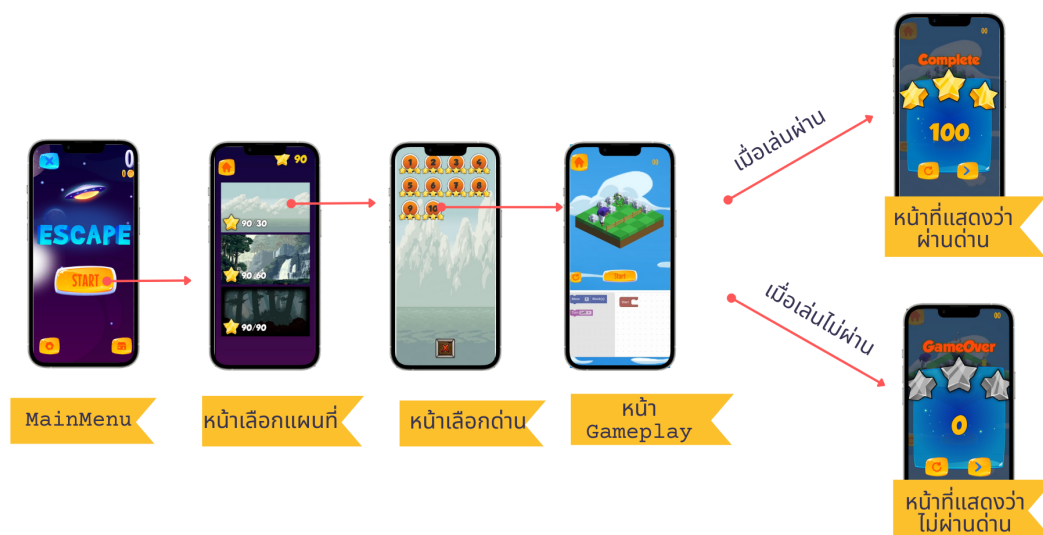 0
0
ESCAPE
START
MainMenu
90
90/30
90/60
90/90
หน้าเลือกแผนที่
1 2 3 4
5 6 7 8
9 10
หน้าเลือกด่าน
Start
หน้า
Gameplay
เมื่อเล่นผ่าน
Complete
100
หน้าที่แสดงว่า
ผ่านด่าน
เมื่อเล่นไม่ผ่าน
GameOver
0
หน้าที่แสดงว่า
ไม่ผ่านด่าน